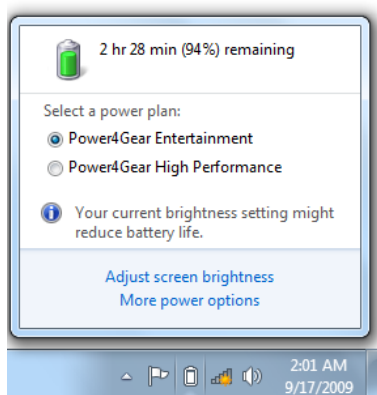 2 hr 28 min (94%) remaining
Select a power plan:
Power4Gear Entertainment
Power4Gear High Performance
Your current brightness setting might
reduce battery life.
Adjust screen brightness
More power options
2:01 AM
9/17/2009